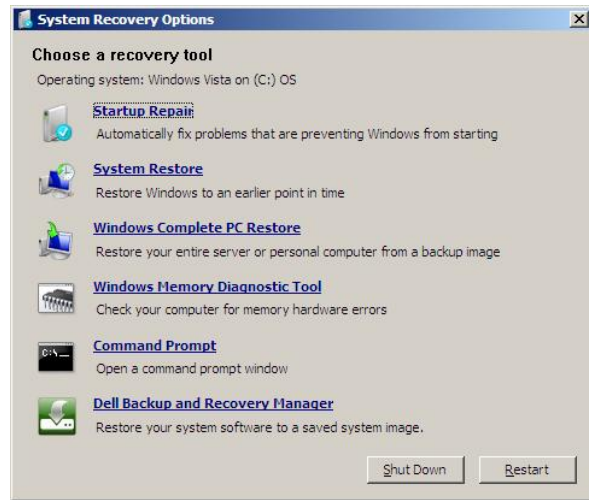 System Recovery Options
Choose a recovery tool
Operating system: Windows Vista on (C:) OS
Startup Repair
Automatically fix problems that are preventing Windows from starting
System Restore
Restore Windows to an earlier point in time
Windows Complete PC Restore
Restore your entire server or personal computer from a backup image
Windows Memory Diagnostic Tool
Check your computer for memory hardware errors
C:\_
Command Prompt
Open a command prompt window
Dell Backup and Recovery Manager
Restore your system software to a saved system image.
Shut Down
Restart